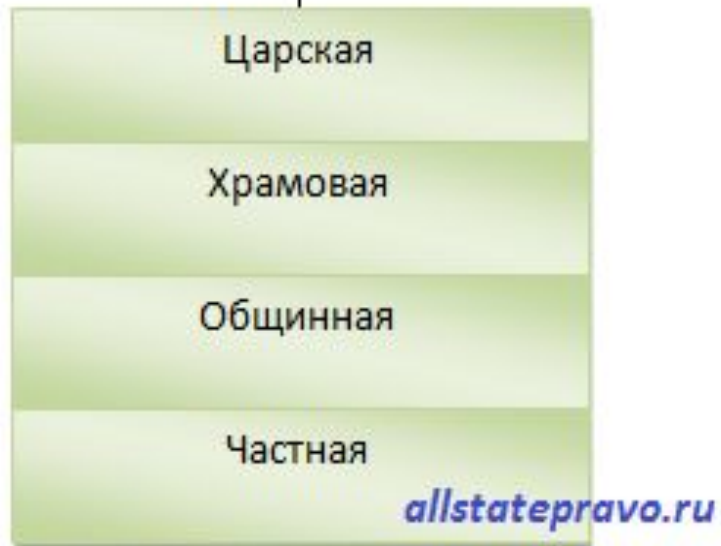 Царская
Храмовая
Общинная
Частная
allstatepravo.ru